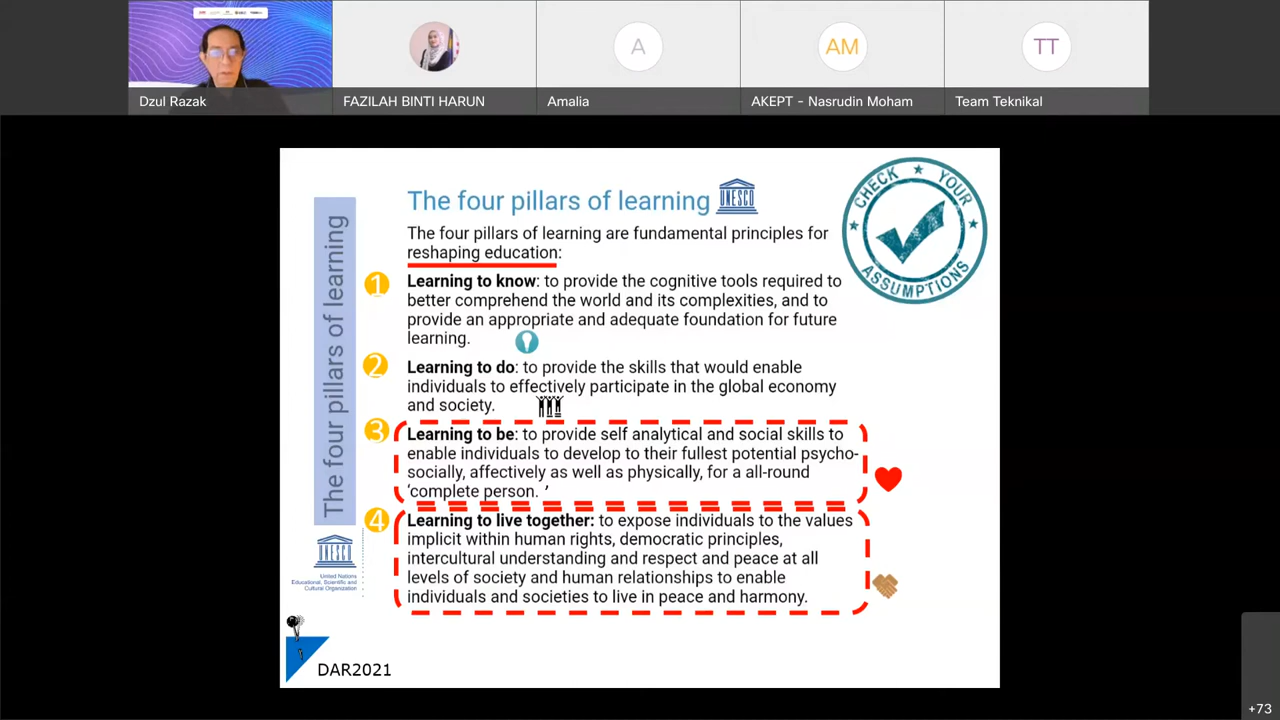 Dzul Razak
FAZILAH BINTI HARUN
A
Amalia
AM
AKEPT - Nasrudin Moham
TT
Team Teknikal
The four pillars of learning
UNESCO
The four pillars of learning are fundamental principles for
reshaping education:
1
Learning to know: to provide the cognitive tools required to
better comprehend the world and its complexities, and to
provide an appropriate and adequate foundation for future
learning.
2
Learning to do: to provide the skills that would enable
individuals to effectively participate in the global economy
and society.
3
Learning to be: to provide self analytical and social skills to
enable individuals to develop to their fullest potential psycho-
socially, affectively as well as physically, for a all-round
‘complete person. ’
4
Learning to live together: to expose individuals to the values
implicit within human rights, democratic principles,
intercultural understanding and respect and peace at all
levels of society and human relationships to enable
individuals and societies to live in peace and harmony.
CHECK ★ YOUR
★ ASSUMPTIONS ★
The four pillars of learning
UNESCO
United Nations
Educational, Scientific and
Cultural Organization
DAR2021
+73